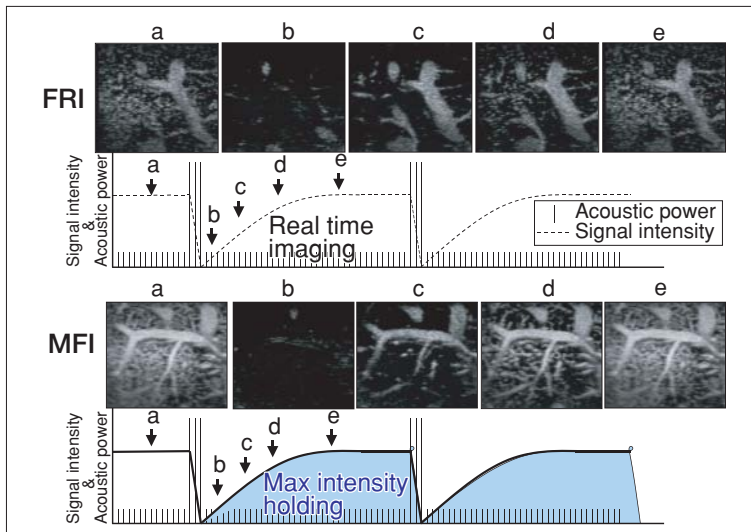 a b c d e
FRI
Signal intensity
&
Acoustic power
a
b
c
d
e
Real time
imaging
Acoustic power
Signal intensity
a b c d e
MFI
Signal intensity
&
Acoustic power
a
b
c
d
e
Max intensity
holding